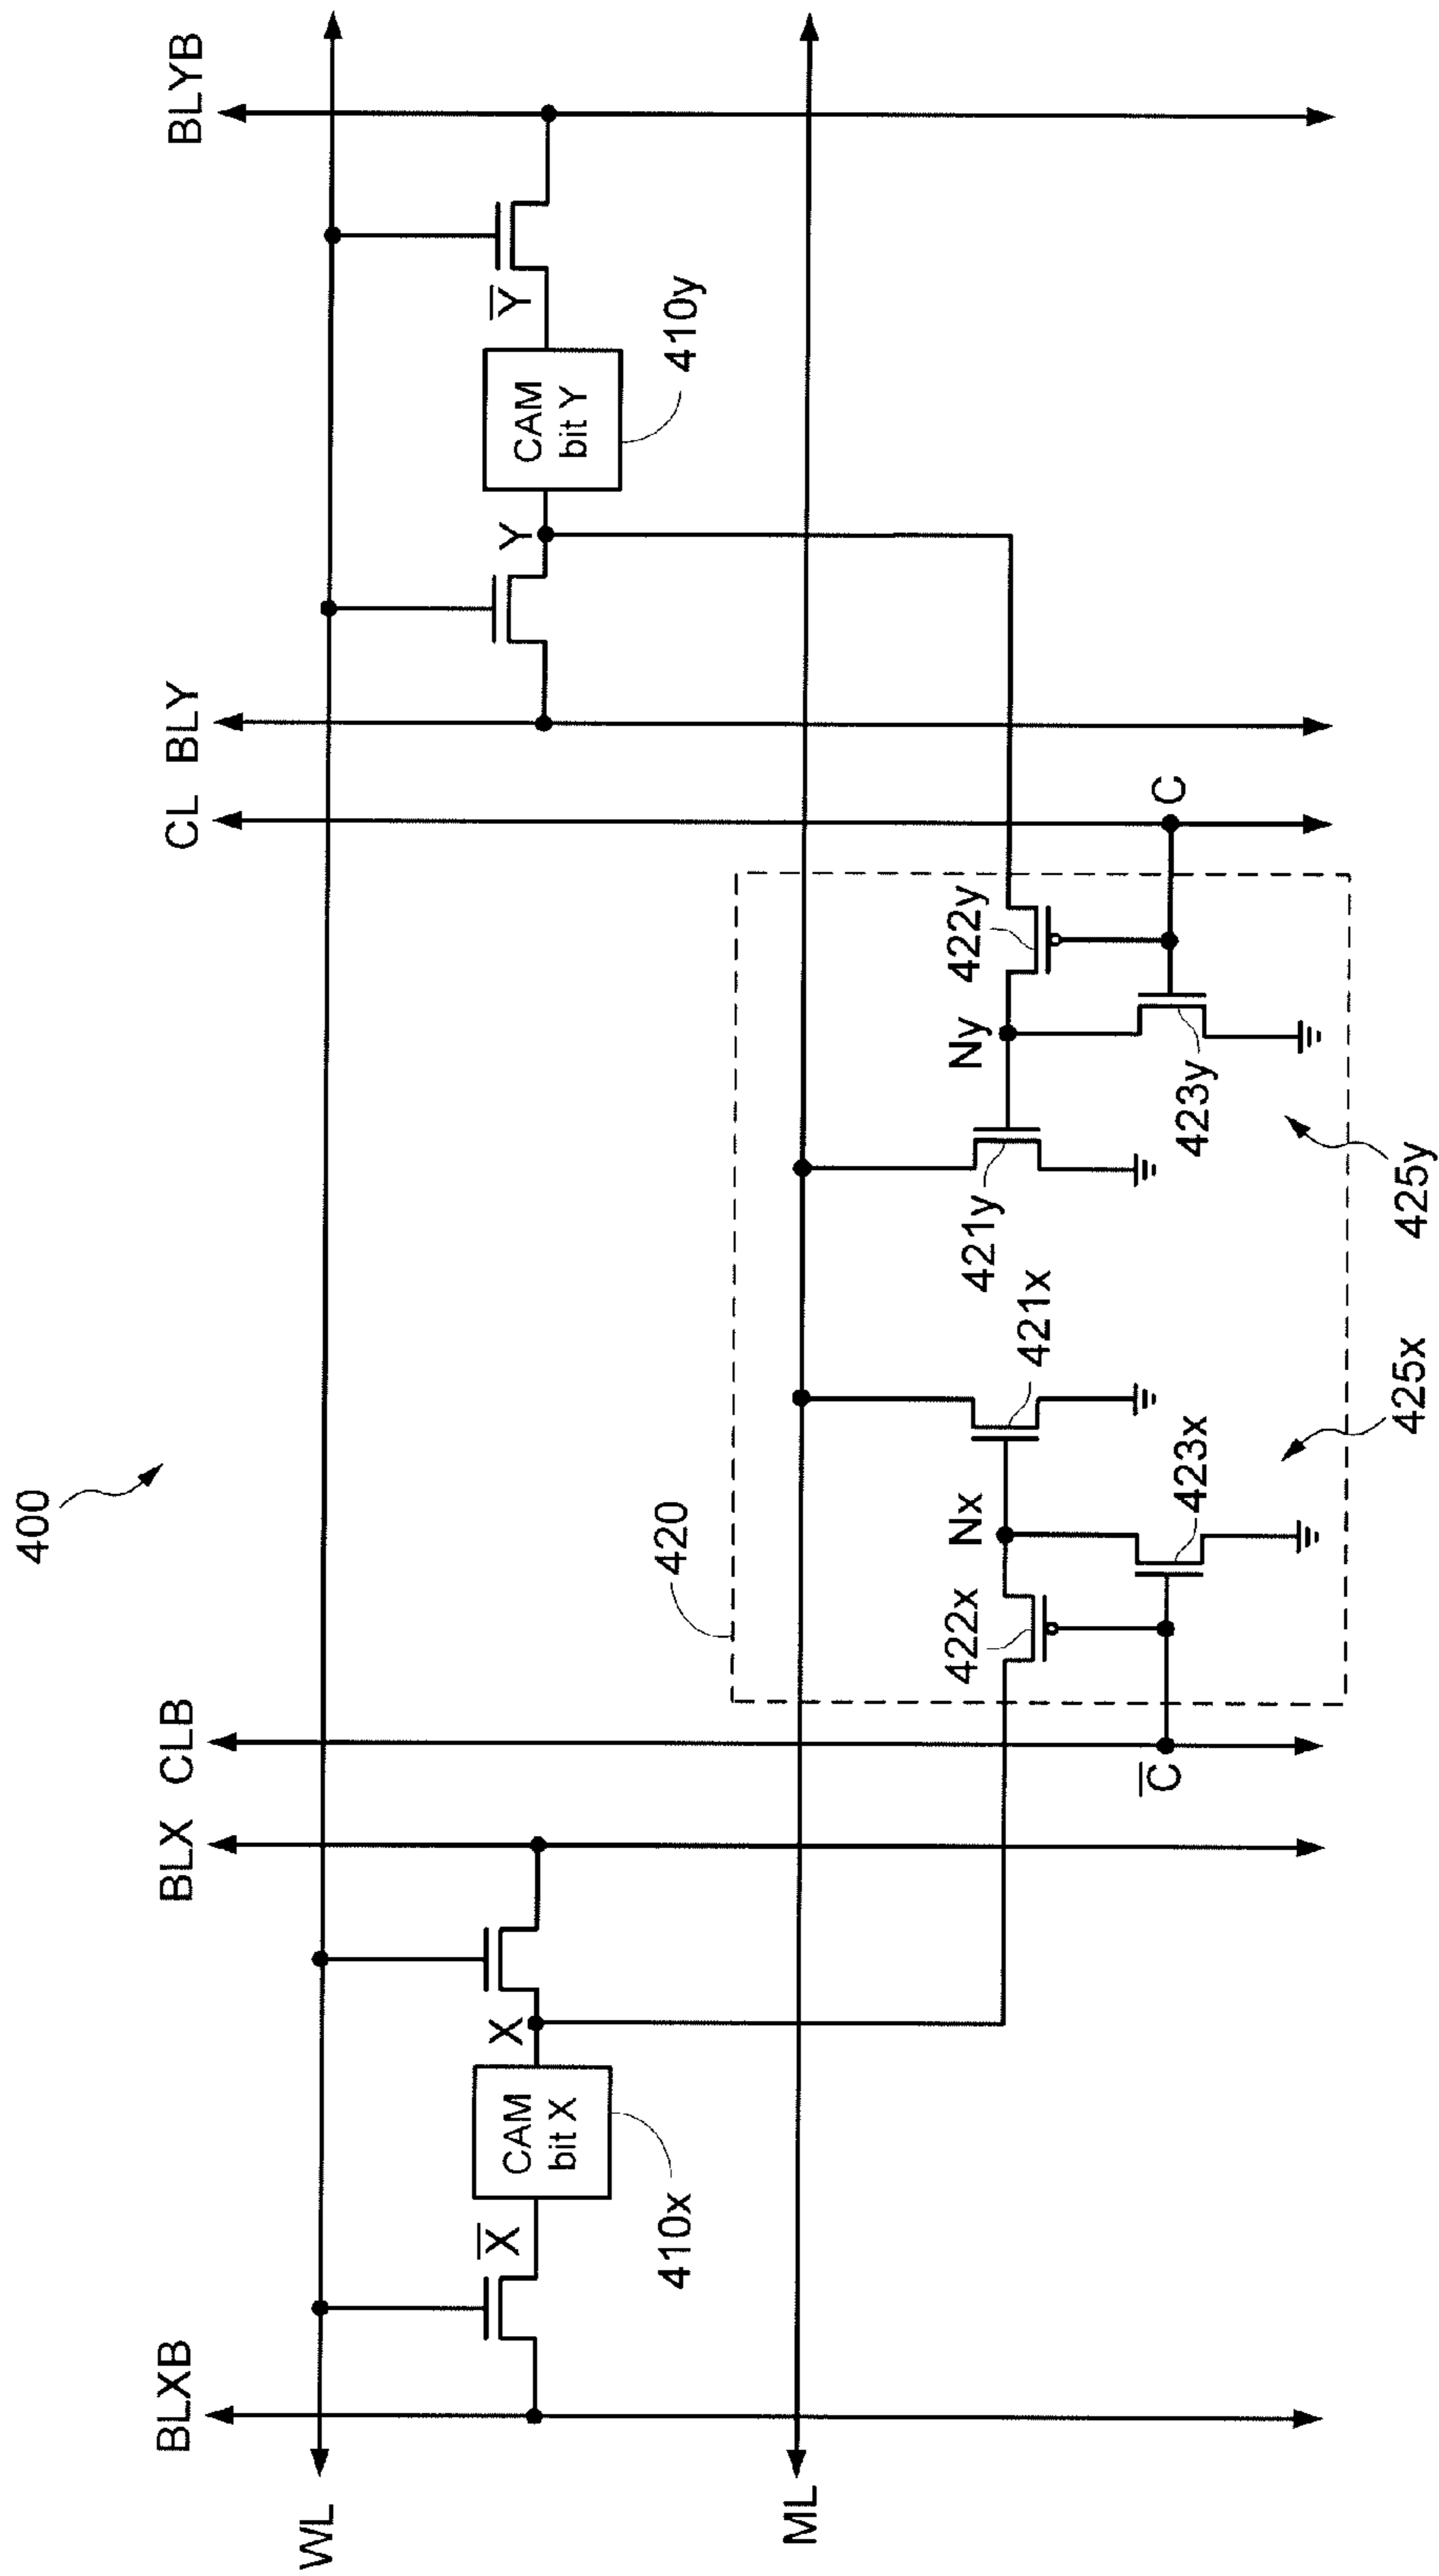 400
BLXB
BLX
CLB
CL
BLY
BLYB
WL
X̅
CAM
bit X
X
410x
Y
CAM
bit Y
Y̅
410y
ML
420
422x
Nx
421x
421y
Ny
422y
C̅
423x
423y
C
425x
425y